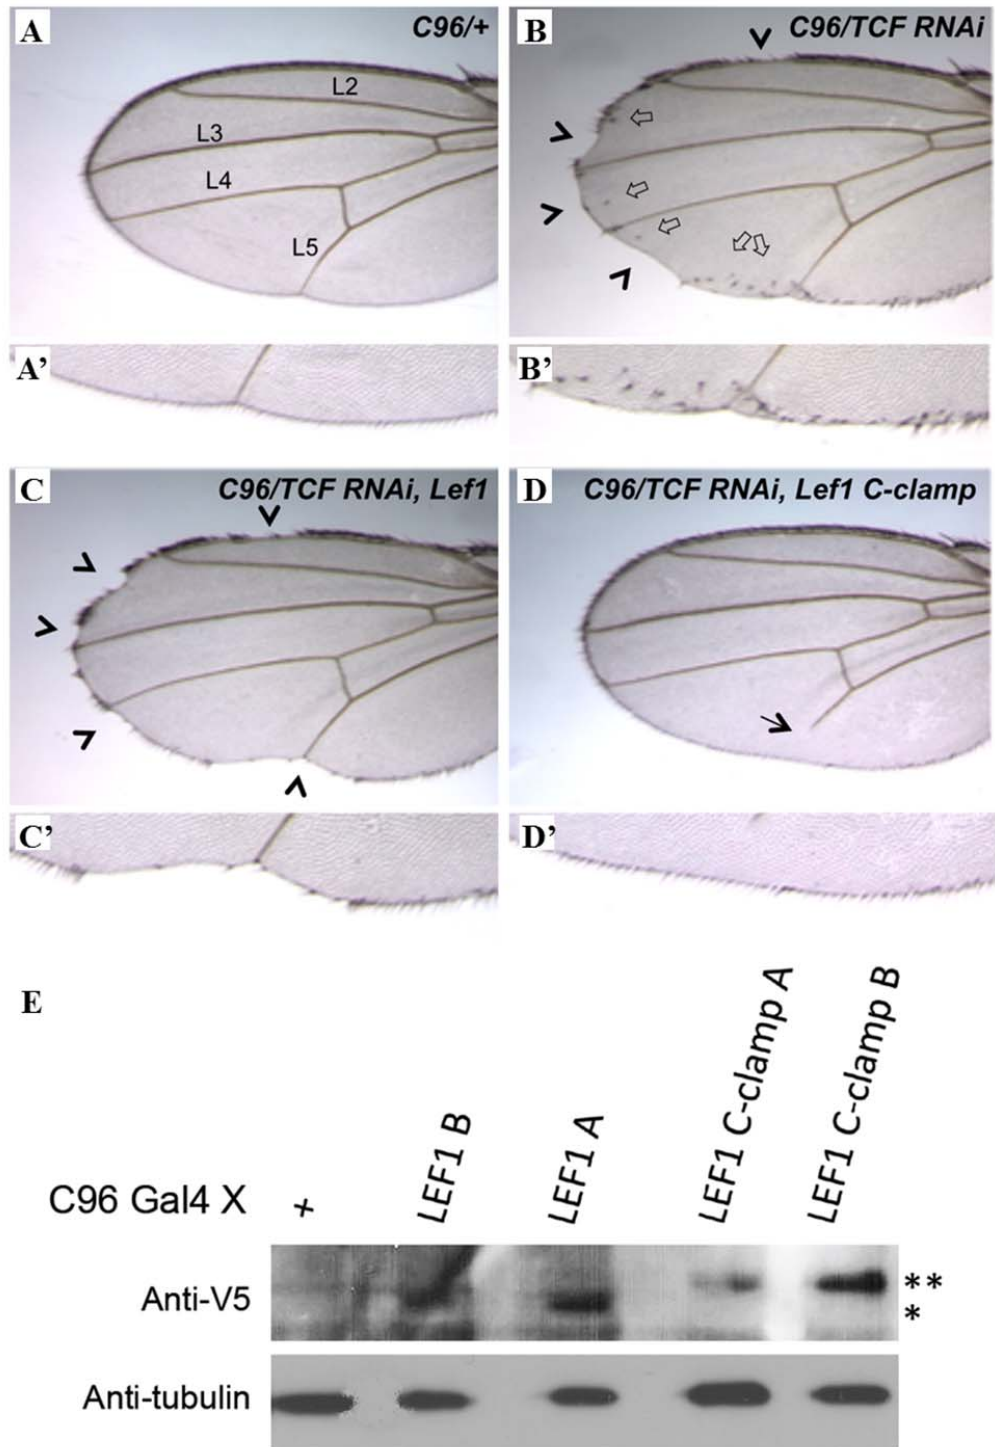 A
C96/+
L2
L3
L4
L5
B
C96/TCF RNAi
A’
B’
C
C96/TCF RNAi, Lef1
D
C96/TCF RNAi, Lef1 C-clamp
C’
D’
E
C96 Gal4 X
+
LEF1 B
LEF1 A
LEF1 C-clamp A
LEF1 C-clamp B
Anti-V5
**
*
Anti-tubulin